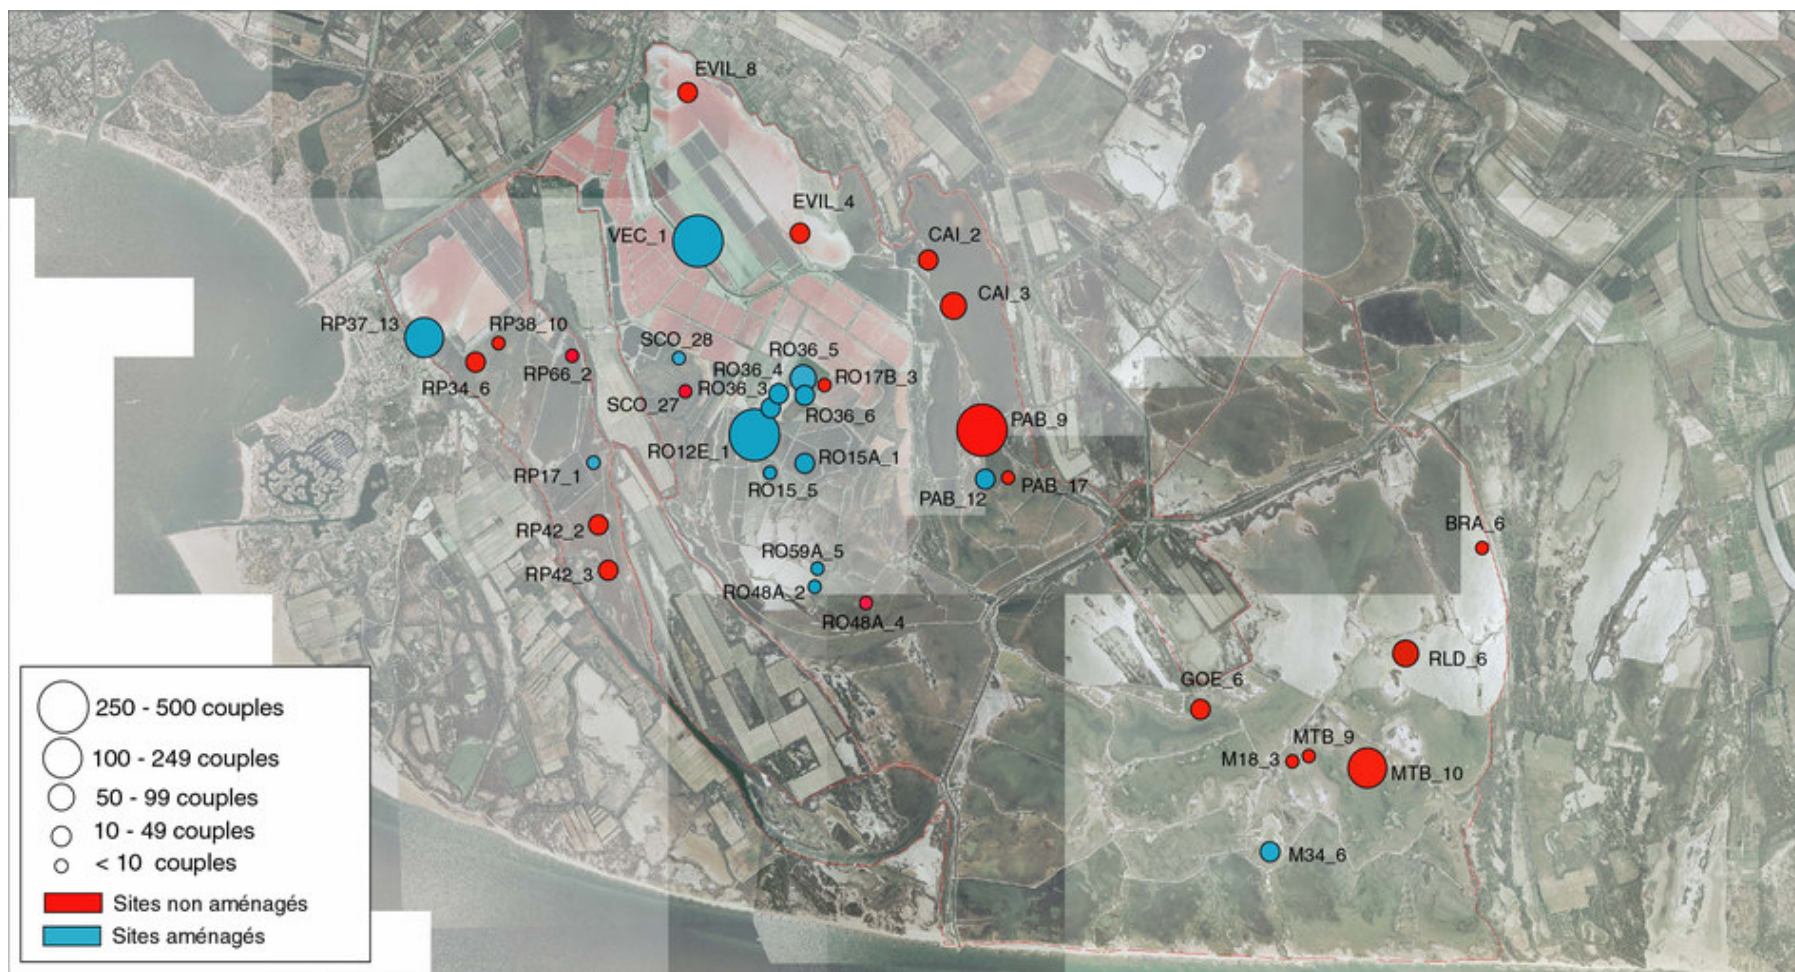 EVIL_8
EVIL_4
VEC_1
CAI_2
CAI_3
RP37_13
RP38_10
RP34_6
RP66_2
SCO_28
SCO_27
RO36_5
RO36_4
RO36_3
RO17B_3
RO36_6
RO12E_1
RO15A_1
RO15_5
PAB_9
PAB_12
PAB_17
RP17_1
RP42_2
RP42_3
RO59A_5
RO48A_2
RO48A_4
BRA_6
RLD_6
GOE_6
MTB_9
M18_3
MTB_10
M34_6
250 - 500 couples
100 - 249 couples
50 - 99 couples
10 - 49 couples
< 10 couples
Sites non aménagés
Sites aménagés